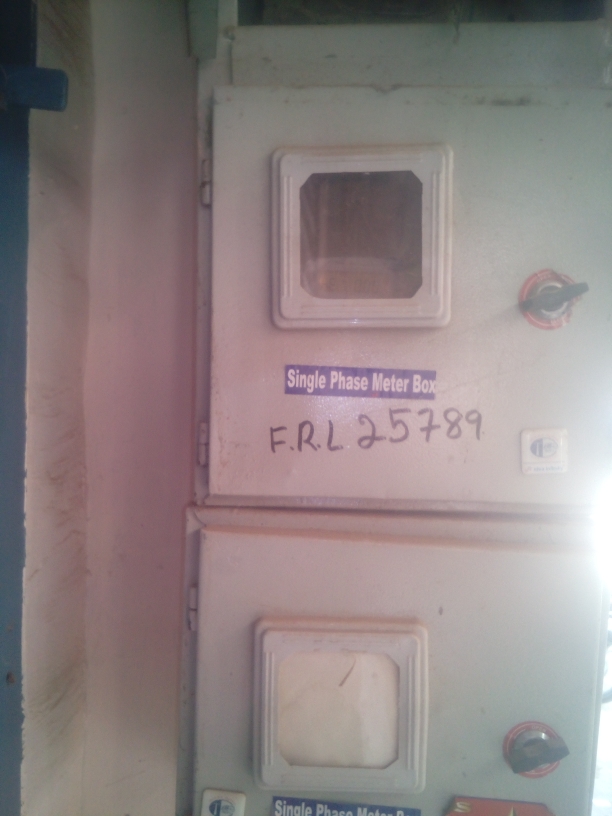 Single Phase Meter Box
F.R.L 25789
Single Phase Meter Bo